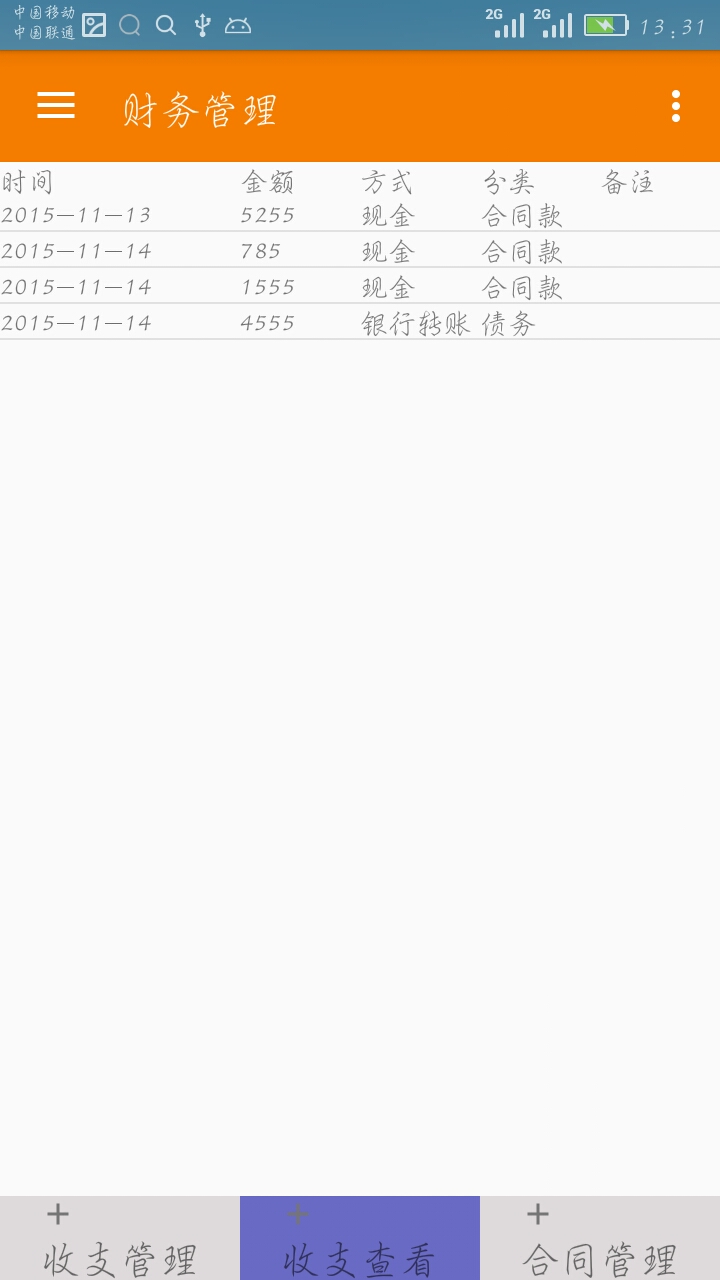 中国移动
中国联通
2G 2G 13:31
财务管理
时间 金额 方式 分类 备注
2015-11-13 5255 现金 合同款
2015-11-14 785 现金 合同款
2015-11-14 1555 现金 合同款
2015-11-14 4555 银行转账 债务
+ + +
收支管理 收支查看 合同管理